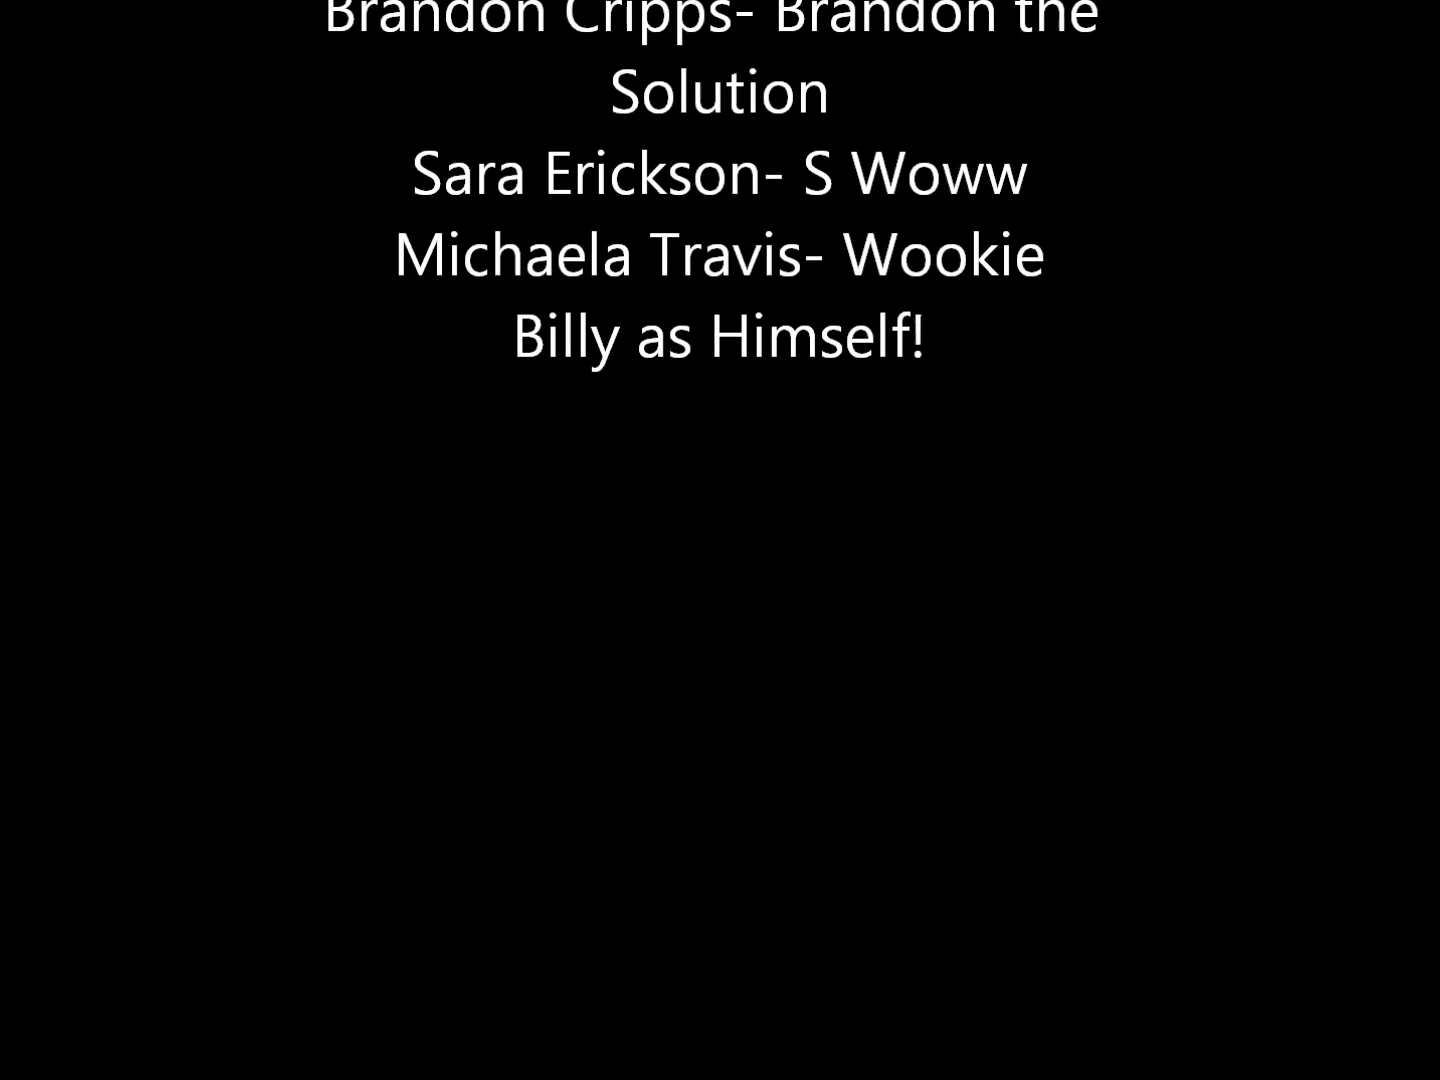 Brandon Cripps- Brandon the
Solution
Sara Erickson- S Woww
Michaela Travis- Wookie
Billy as Himself!